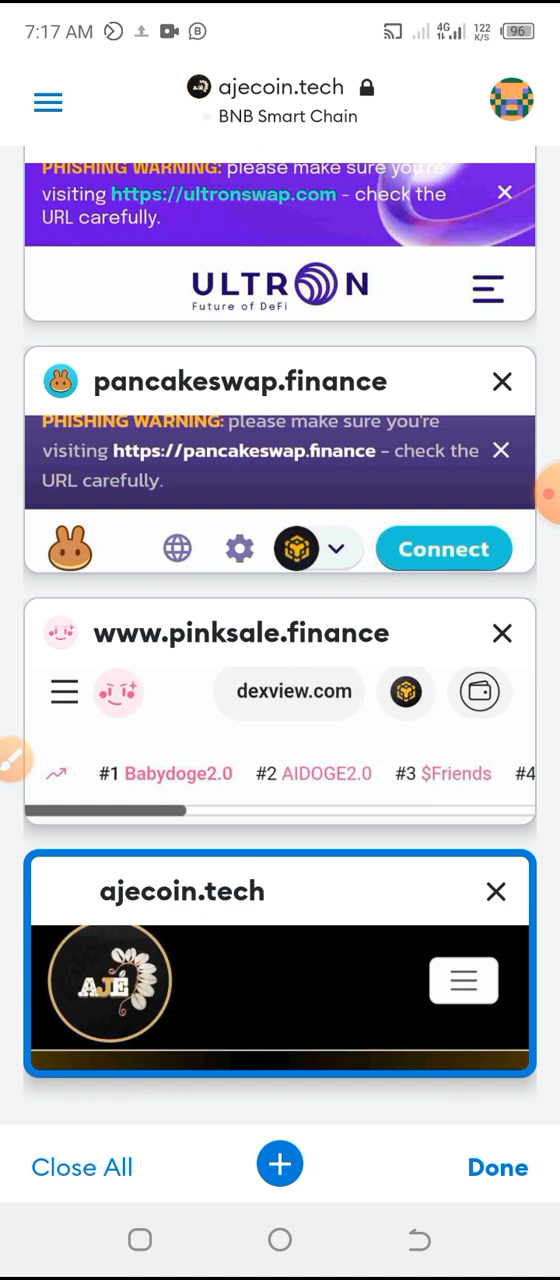 7:17 AM
4G
122
K/S
96
ajecoin.tech
BNB Smart Chain
PHISHING WARNING: please make sure you're
visiting https://ultronswap.com - check the
URL carefully.
ULTRON
Future of DeFi
pancakeswap.finance
PHISHING WARNING: please make sure you're
visiting https://pancakeswap.finance - check the
URL carefully.
Connect
www.pinksale.finance
dexview.com
#1 Babydoge2.0 #2 AIDOGE2.0 #3 $Friends #4
ajecoin.tech
AJE
Close All
Done